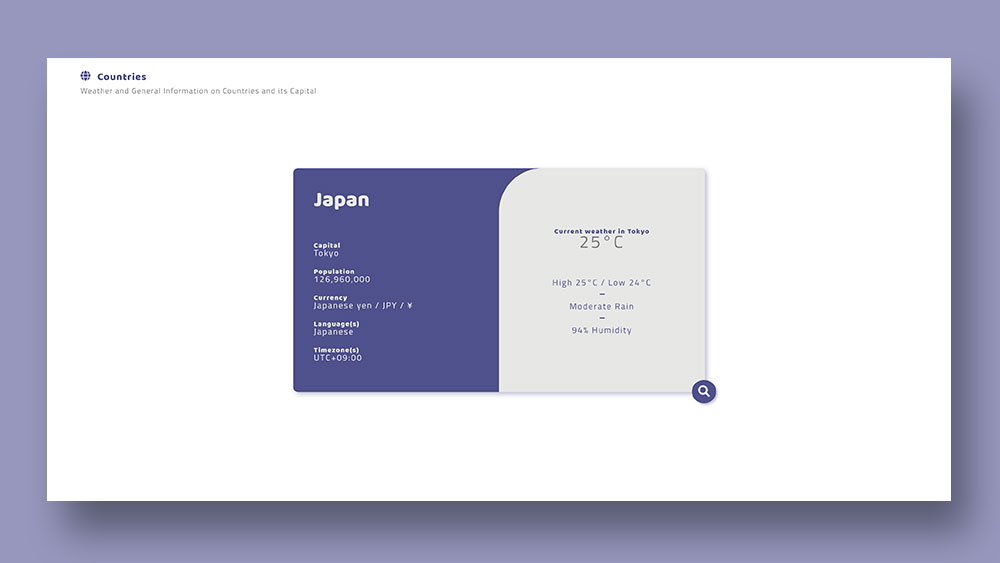 Countries
Weather and General Information on Countries and its Capital
Japan
Capital
Tokyo
Population
126,960,000
Currency
Japanese yen / JPY / ¥
Language(s)
Japanese
Timezone(s)
UTC+09:00
Current weather in Tokyo
25°C
High 25°C / Low 24°C
–
Moderate Rain
–
94% Humidity